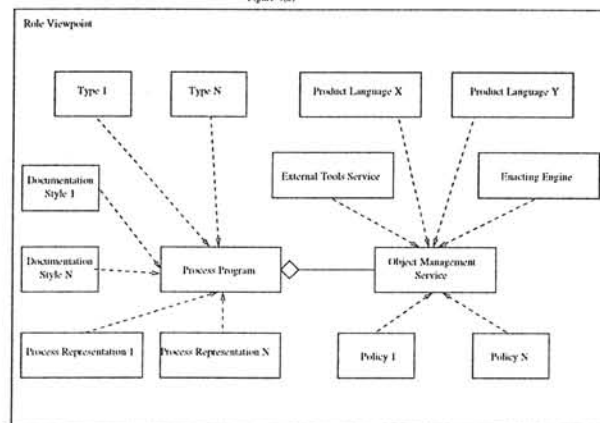 Role Viewpoint
Type 1
Type N
Product Language X
Product Language Y
Documentation
Style 1
External Tools Service
Enacting Engine
Documentation
Style N
Process Program
Object Management
Service
Process Representation 1
Process Representation N
Policy 1
Policy N